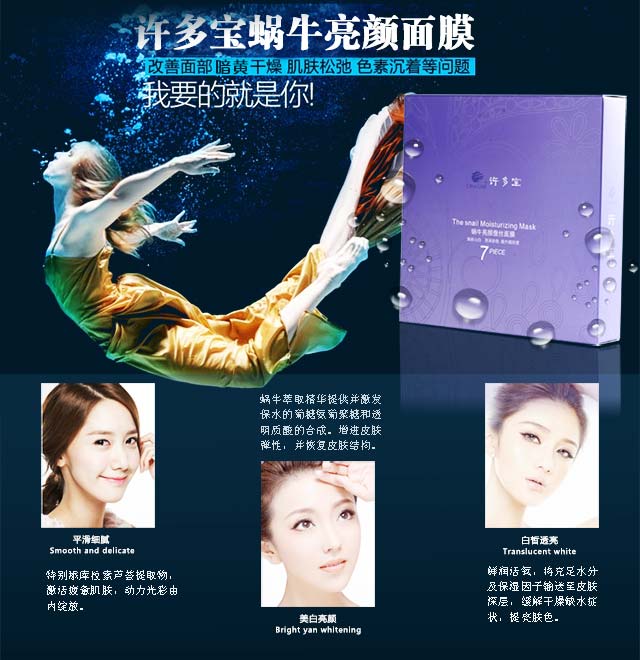 许多宝蜗牛亮颜面膜
改善面部暗黄干燥 肌肤松弛 色素沉着等问题
我要的就是你!
许多宝
The snail Moisturizing Mask
蜗牛亮颜蚕丝面膜
7 PIECE
蜗牛萃取精华提供并激发
保水的葡糖氨葡聚糖和透
明质酸的合成。增进皮肤
弹性，并恢复皮肤结构。
平滑细腻
Smooth and delicate
特别添库拉索芦荟提取物，
激活疲惫肌肤，动力光彩由
内绽放。
美白亮颜
Bright yan whitening
白皙透亮
Translucent white
鲜润活氧，将充足水分
及保湿因子输送至皮肤
深层，缓解干燥缺水症
状，提亮肤色。